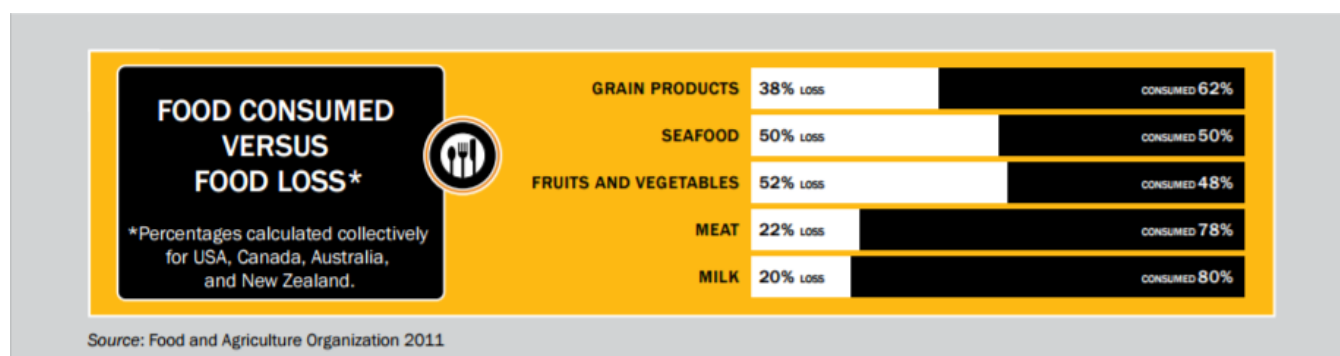 FOOD CONSUMED
VERSUS
FOOD LOSS*
*Percentages calculated collectively
for USA, Canada, Australia,
and New Zealand.
GRAIN PRODUCTS 38% LOSS CONSUMED 62%
SEAFOOD 50% LOSS CONSUMED 50%
FRUITS AND VEGETABLES 52% LOSS CONSUMED 48%
MEAT 22% LOSS CONSUMED 78%
MILK 20% LOSS CONSUMED 80%
Source: Food and Agriculture Organization 2011